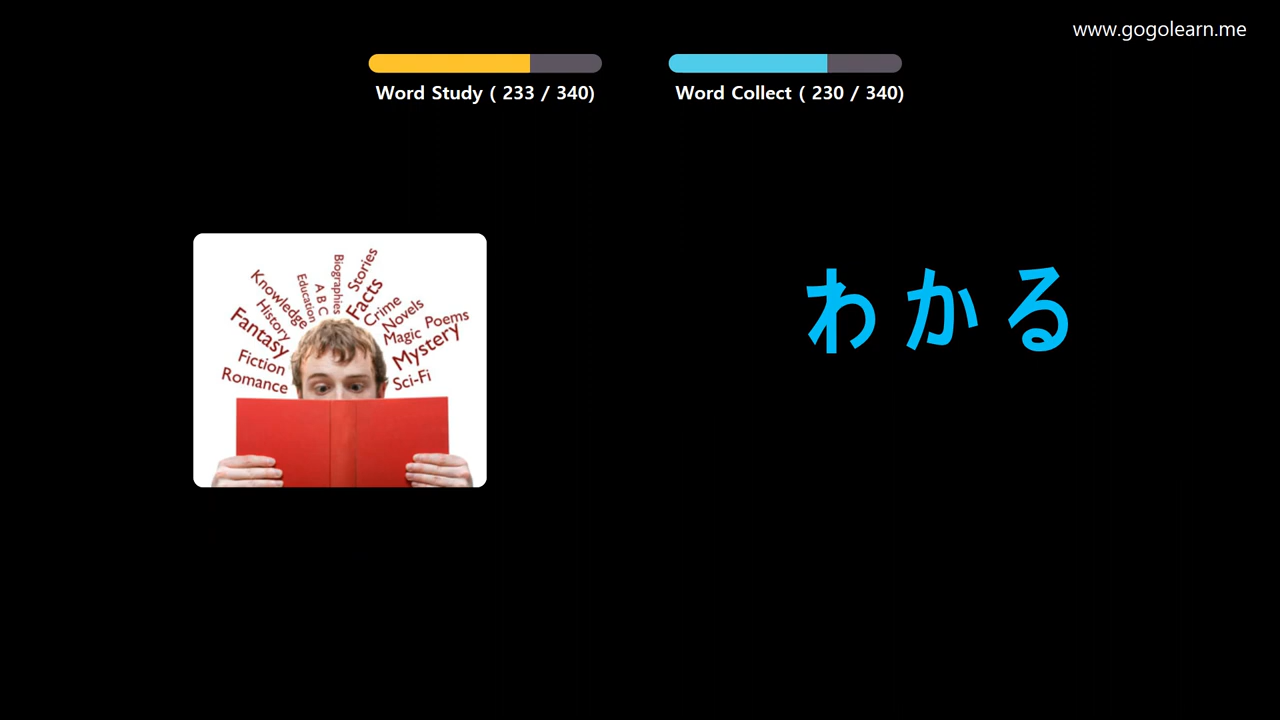 www.gogolearn.me
Word Study ( 233 / 340)
Word Collect ( 230 / 340)
わかる
Knowledge
History
Fantasy
Fiction
Romance
Education
A B C
Biographies
Stories
Facts
Crime
Novels
Magic
Poems
Mystery
Sci-Fi